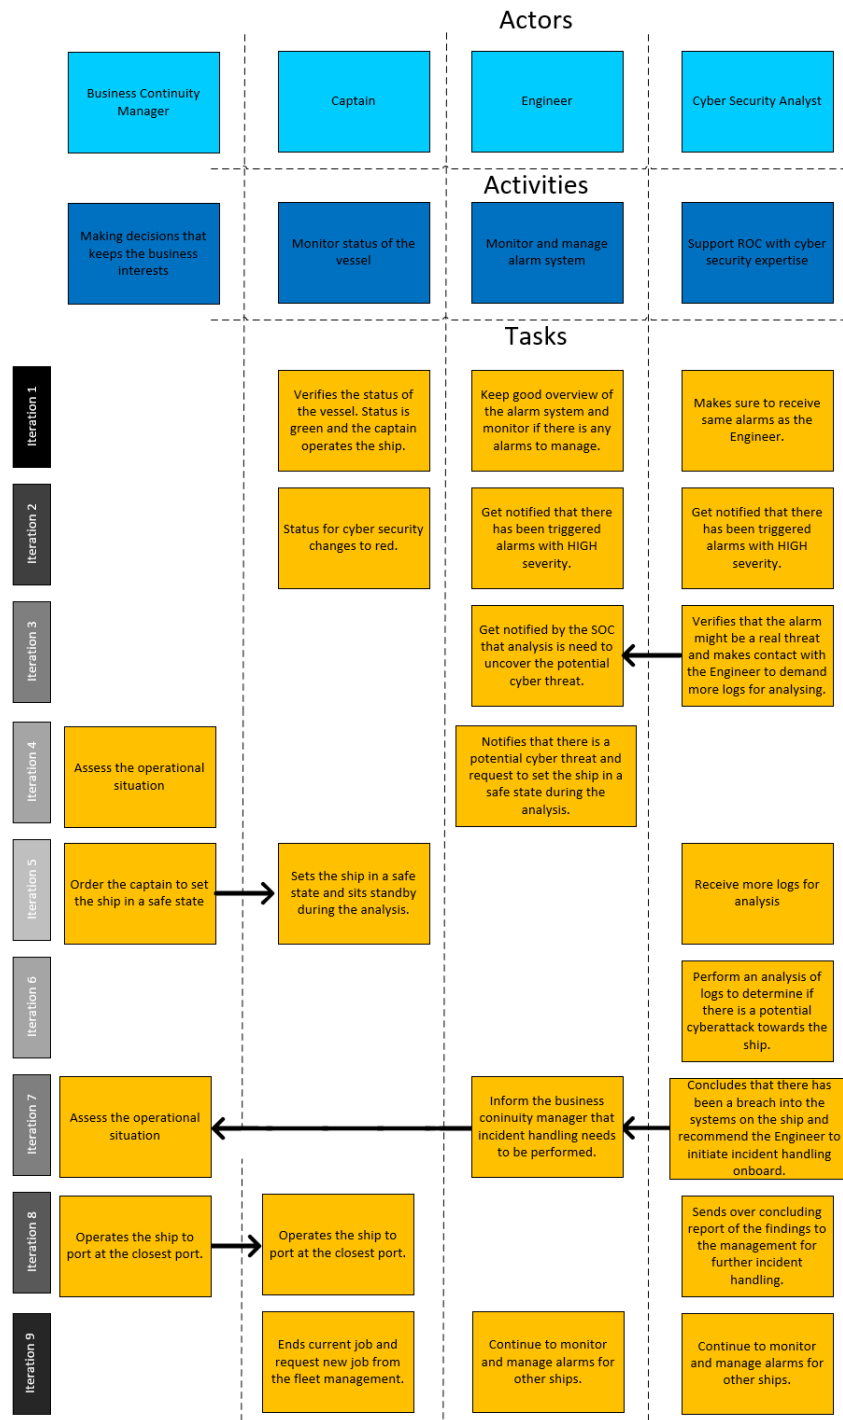 Actors
Business Continuity
Manager
Captain
Engineer
Cyber Security Analyst
Activities
Making decisions that
keeps the business
interests
Monitor status of the
vessel
Monitor and manage
alarm system
Support ROC with cyber
security expertise
Tasks
Iteration 1
Verifies the status of
the vessel. Status is
green and the captain
operates the ship.
Keep good overview of
the alarm system and
monitor if there is any
alarms to manage.
Makes sure to receive
same alarms as the
Engineer.
Iteration 2
Status for cyber security
changes to red.
Get notified that there
has been triggered
alarms with HIGH
severity.
Get notified that there
has been triggered
alarms with HIGH
severity.
Iteration 3
Get notified by the SOC
that analysis is need to
uncover the potential
cyber threat.
Verifies that the alarm
might be a real threat
and makes contact with
the Engineer to demand
more logs for analysing.
Iteration 4
Assess the operational
situation
Notifies that there is a
potential cyber threat and
request to set the ship in a
safe state during the
analysis.
Iteration 5
Order the captain to set
the ship in a safe state
Sets the ship in a safe
state and sits standby
during the analysis.
Receive more logs for
analysis
Iteration 6
Perform an analysis of
logs to determine if
there is a potential
cyberattack towards the
ship.
Iteration 7
Assess the operational
situation
Inform the business
coninuity manager that
incident handling needs
to be performed.
Concludes that there has
been a breach into the
systems on the ship and
recommend the Engineer to
initiate incident handling
onboard.
Iteration 8
Operates the ship to
port at the closest port.
Operates the ship to
port at the closest port.
Sends over concluding
report of the findings to
the management for
further incident
handling.
Iteration 9
Ends current job and
request new job from
the fleet management.
Continue to monitor
and manage alarms for
other ships.
Continue to monitor
and manage alarms for
other ships.